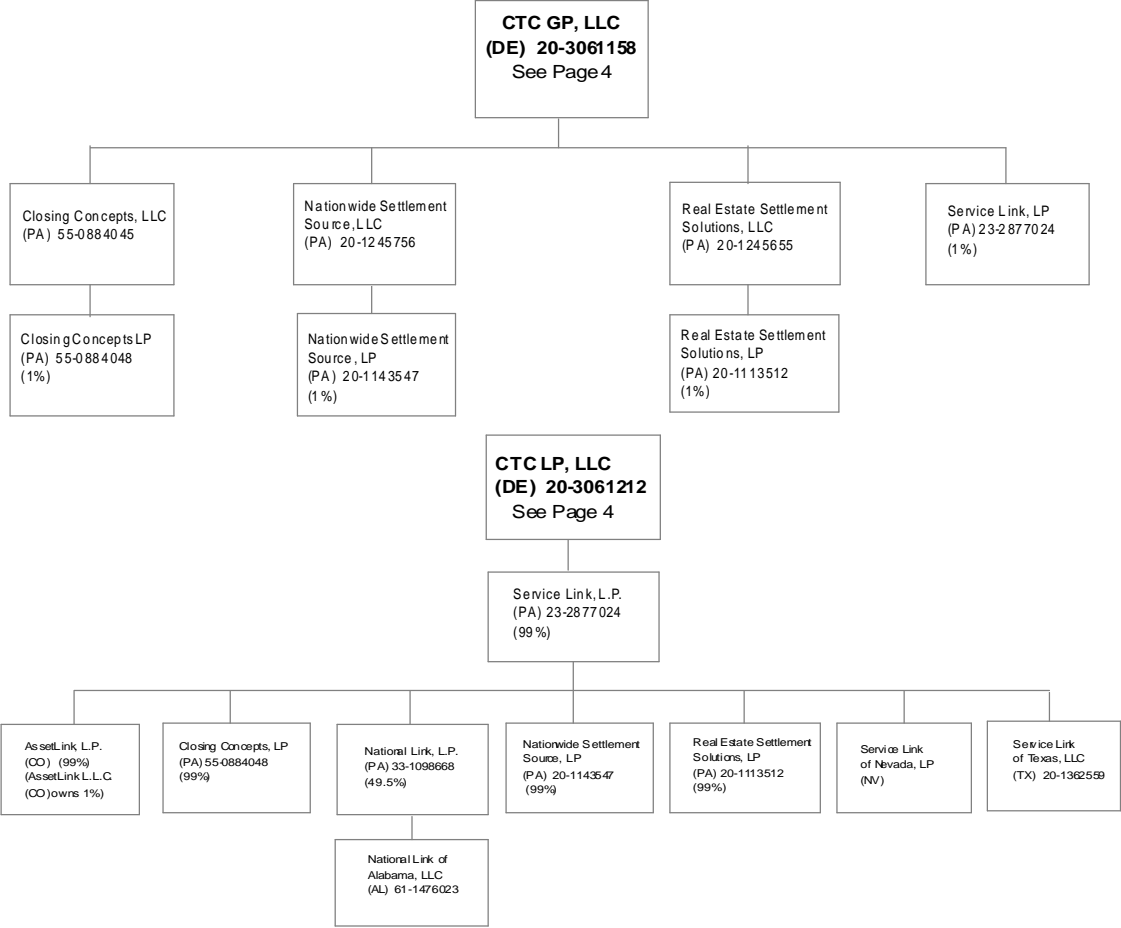 CTC GP, LLC
(DE) 20-3061158
See Page 4
Closing Concepts, LLC
(PA) 55-0884045
Nationwide Settlement
Source, LLC
(PA) 20-1245756
Real Estate Settlement
Solutions, LLC
(PA) 20-1245655
Service Link, LP
(PA) 23-2877024
(1%)
Closing Concepts LP
(PA) 55-0884048
(1%)
Nationwide Settlement
Source, LP
(PA) 20-1143547
(1%)
Real Estate Settlement
Solutions, LP
(PA) 20-1113512
(1%)
CTC LP, LLC
(DE) 20-3061212
See Page 4
Service Link, L.P.
(PA) 23-2877024
(99%)
AssetLink, L.P.
(CO) (99%)
(AssetLink L.L.C.
(CO) owns 1%)
Closing Concepts, LP
(PA) 55-0884048
(99%)
National Link, L.P.
(PA) 33-1098668
(49.5%)
Nationwide Settlement
Source, LP
(PA) 20-1143547
(99%)
Real Estate Settlement
Solutions, LP
(PA) 20-1113512
(99%)
Service Link
of Nevada, LP
(NV)
Service Link
of Texas, LLC
(TX) 20-1362559
National Link of
Alabama, LLC
(AL) 61-1476023